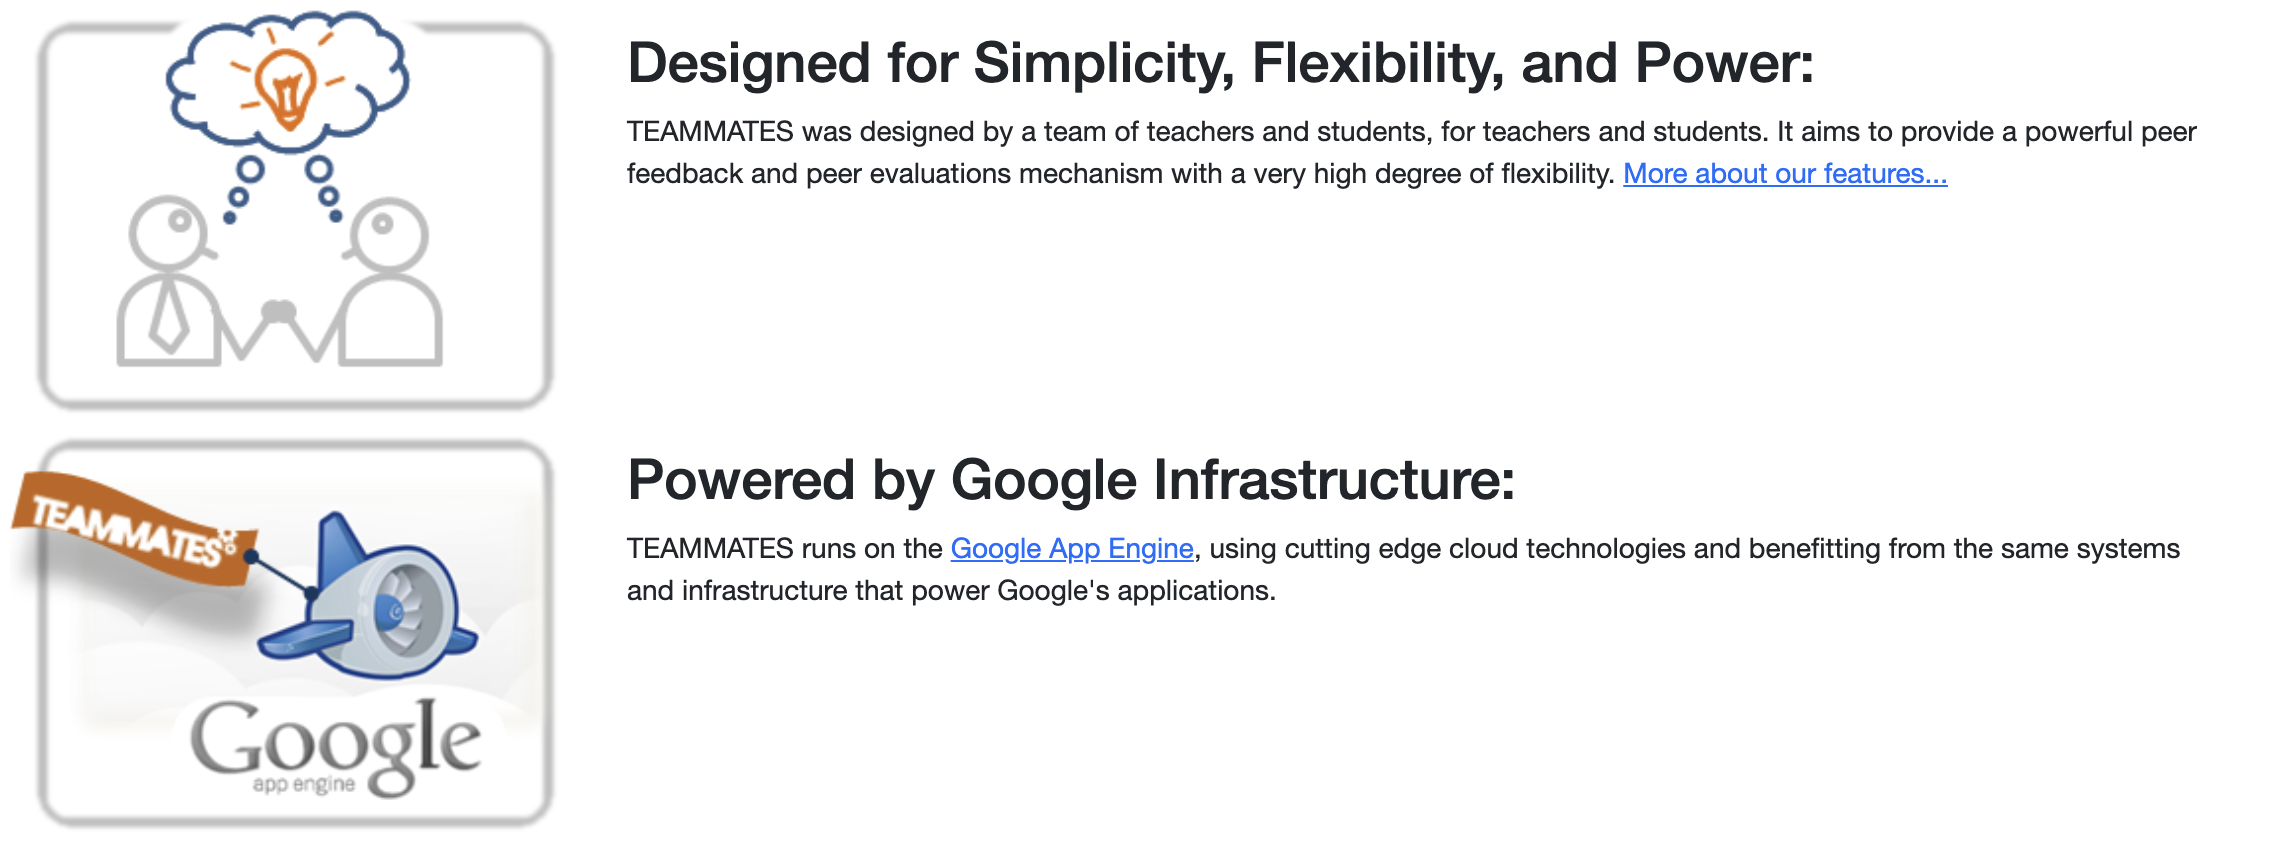 Designed for Simplicity, Flexibility, and Power:
TEAMMATES was designed by a team of teachers and students, for teachers and students. It aims to provide a powerful peer
feedback and peer evaluations mechanism with a very high degree of flexibility. More about our features...
TEAMMATES
Google
app engine
Powered by Google Infrastructure:
TEAMMATES runs on the Google App Engine, using cutting edge cloud technologies and benefitting from the same systems
and infrastructure that power Google's applications.